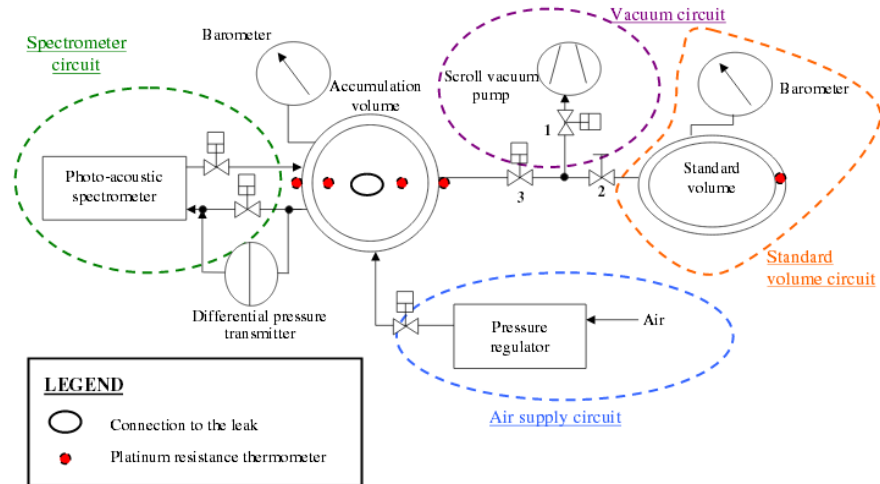 Spectrometer
circuit
Barometer
Accumulation
volume
Vacuum circuit
Scroll vacuum
pump
1
Barometer
Photo-acoustic
spectrometer
Standard
volume
3
2
Standard
volume circuit
Differential pressure
transmitter
Pressure
regulator
Air
Air supply circuit
LEGEND
Connection to the leak
Platinum resistance thermometer